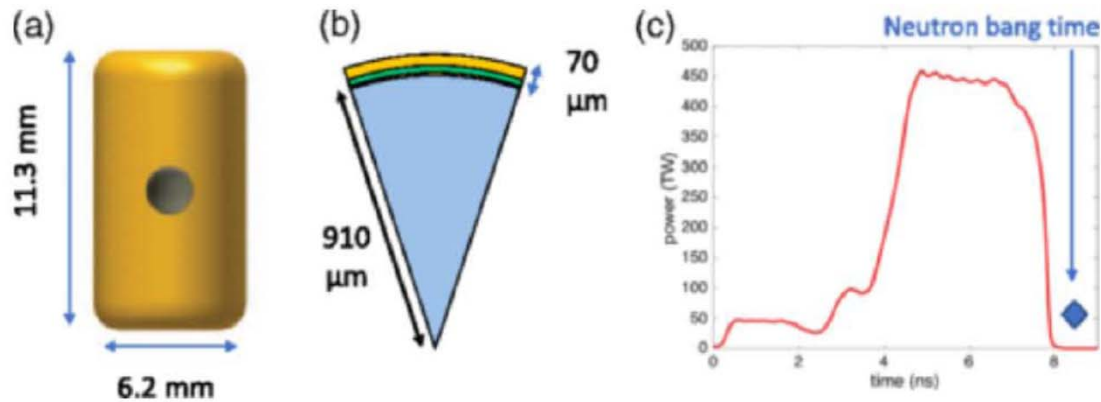 (a)
11.3 mm
6.2 mm
(b)
70
μm
910
μm
(c)
Neutron bang time
500
450
400
350
300
250
200
150
100
50
0
power (TW)
0 2 4 6 8
time (ns)